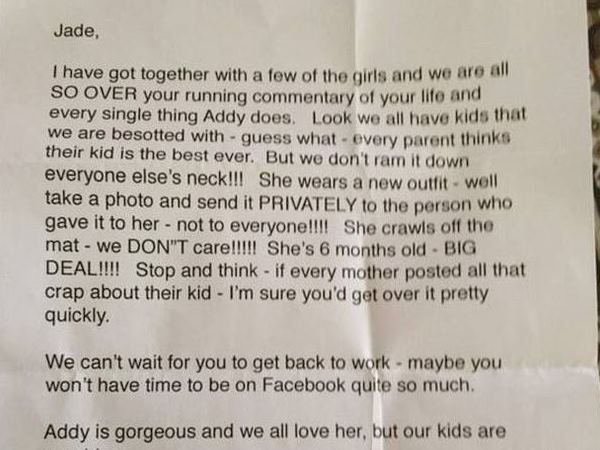 Jade,
I have got together with a few of the girls and we are all
SO OVER your running commentary of your life and
every single thing Addy does. Look we all have kids that
we are besotted with - guess what - every parent thinks
their kid is the best ever. But we don't ram it down
everyone else's neck!!! She wears a new outfit - well
take a photo and send it PRIVATELY to the person who
gave it to her - not to everyone!!!! She crawls off the
mat - we DON"T care!!!!! She's 6 months old - BIG
DEAL!!!! Stop and think - if every mother posted all that
crap about their kid - I'm sure you'd get over it pretty
quickly.
We can't wait for you to get back to work - maybe you
won't have time to be on Facebook quite so much.
Addy is gorgeous and we all love her, but our kids are